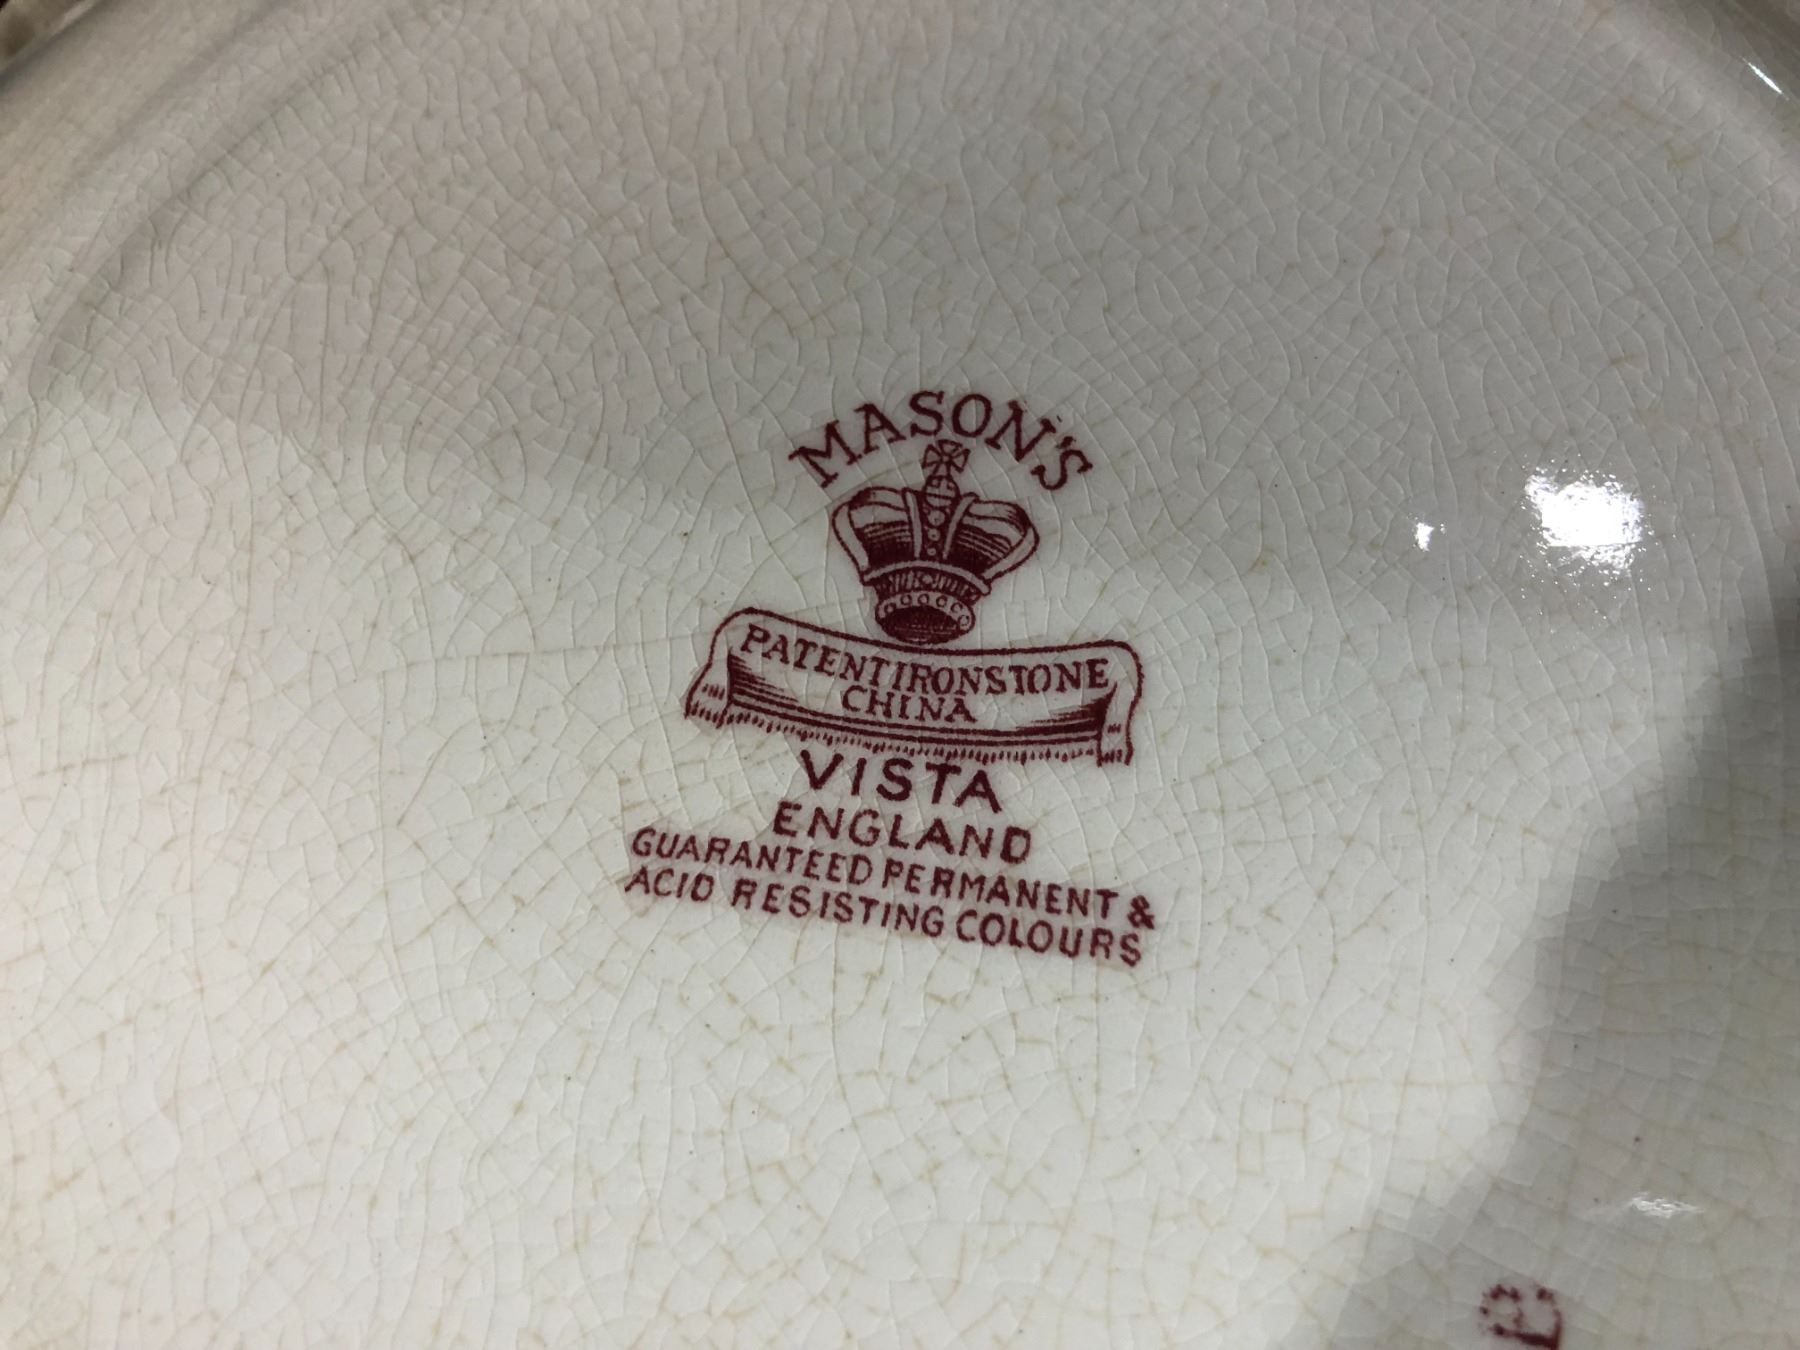 MASON'S
PATENT IRONSTONE
CHINA
VISTA
ENGLAND
GUARANTEED PERMANENT &
ACID RESISTING COLOURS